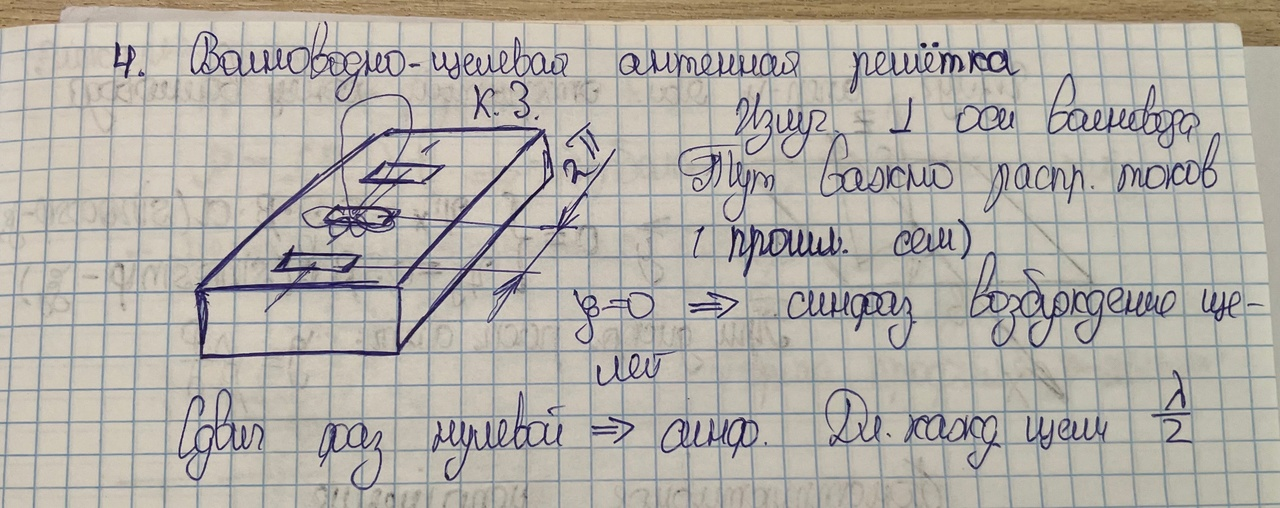 4. Волноводно-щелевая антенная решётка
К.З.
2π
Излуч. = ⊥ оси волновода
Тут важно распр. токов
(прошл. сем)
ψ=0 ⇒ синфаз возбуждение ще-
лей
Сдвиг фаз нулевой ⇒ синф. Дл. кажд щели λ/2